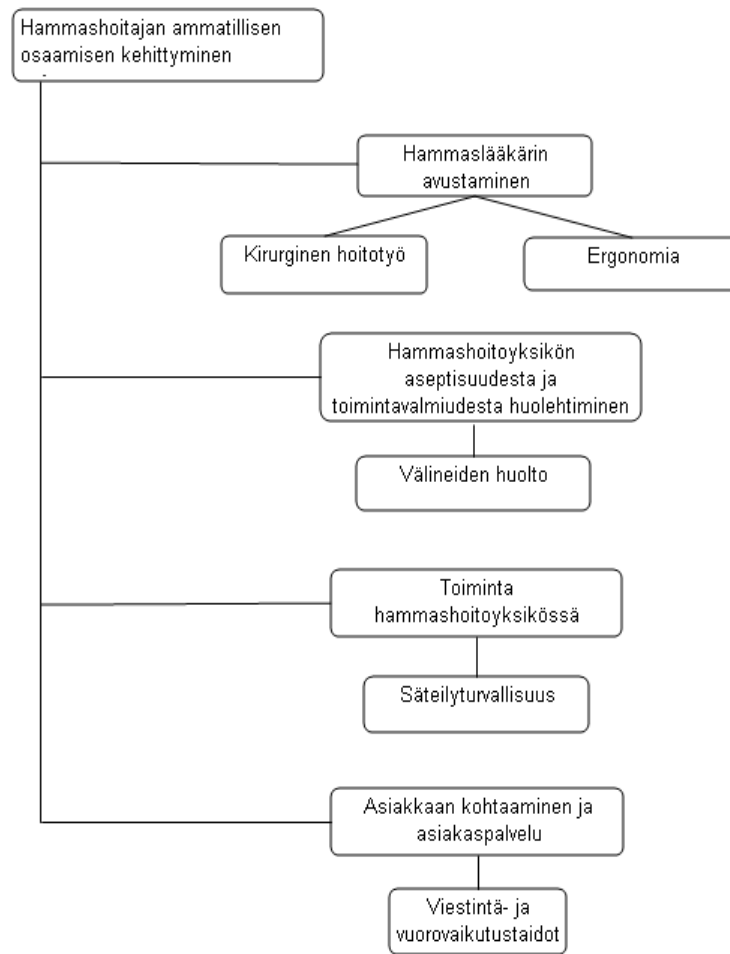 Hammashoitajan ammatillisen
osaamisen kehittyminen
Hammaslääkärin
avustaminen
Kirurginen hoitotyö
Ergonomia
Hammashoitoyksikön
aseptisuudesta ja
toimintavalmiudesta huolehtiminen
Välineiden huolto
Toiminta
hammashoitoyksikössä
Säteilyturvallisuus
Asiakkaan kohtaaminen ja
asiakaspalvelu
Viestintä- ja
vuorovaikutustaidot